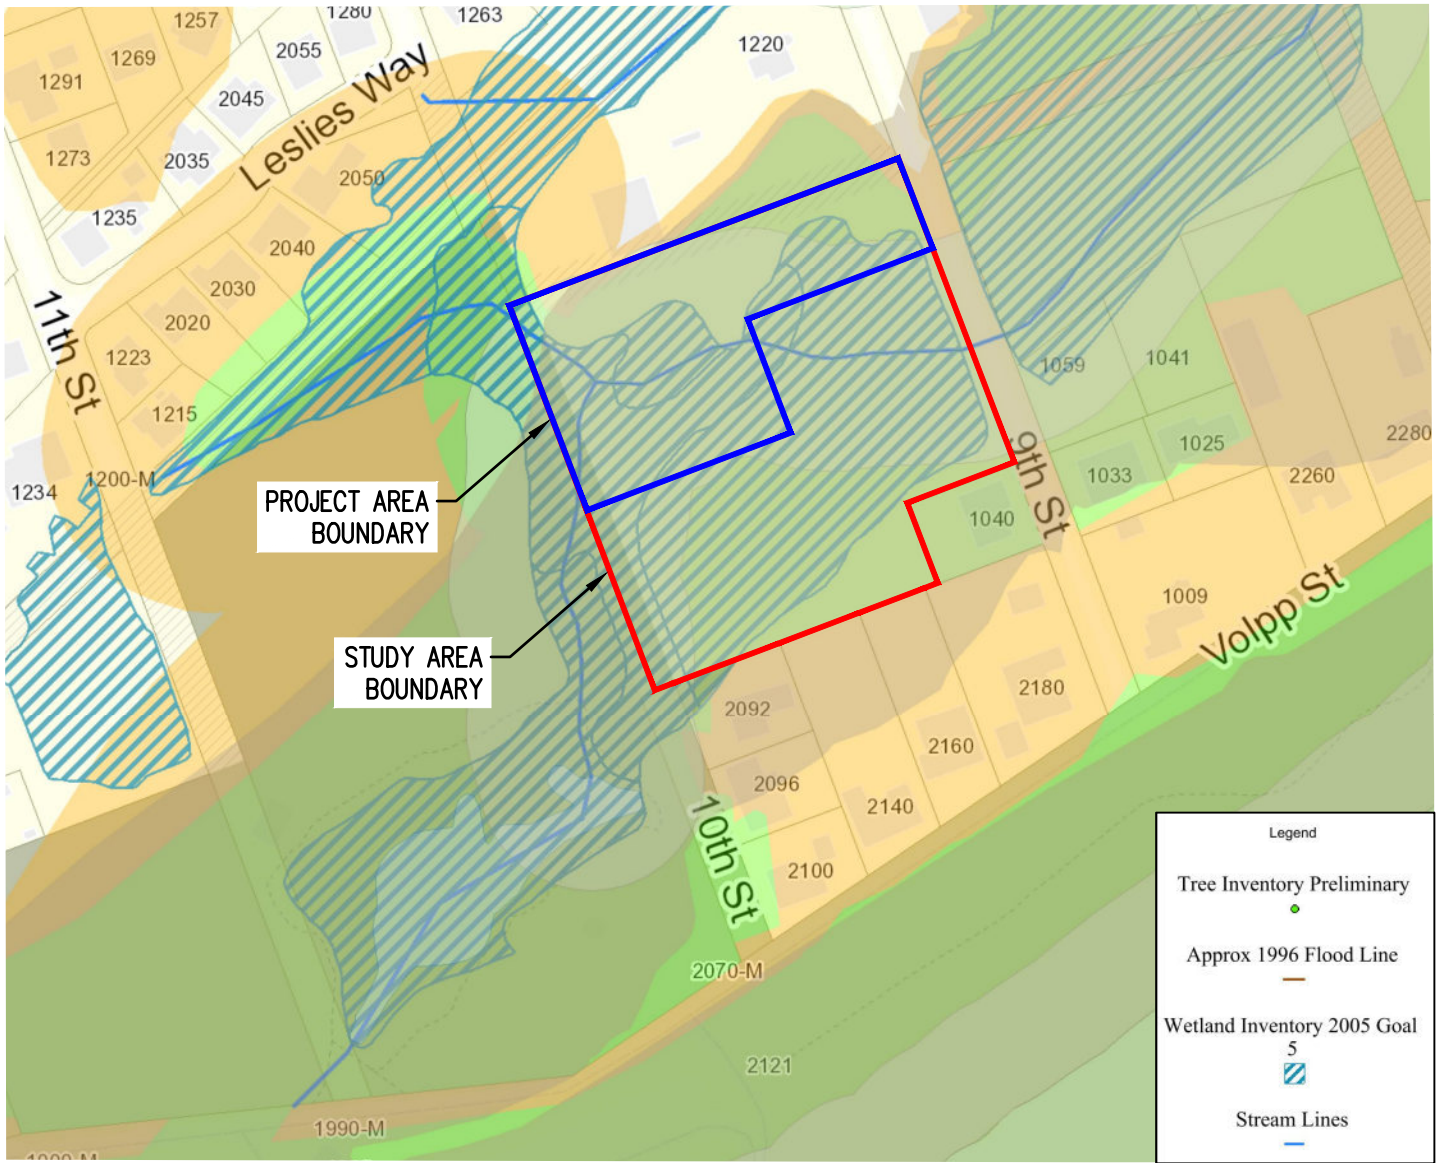 1257
1280
1263
1269
2055
1220
1291
2045
Leslies Way
1273
2035
2050
1235
2040
2030
11th St
2020
1223
1059
1041
1215
9th St
1025
2280
1200-M
1234
1033
2260
PROJECT AREA
BOUNDARY
1040
1009
Volpp St
STUDY AREA
BOUNDARY
2180
2092
2160
2096
2140
10th St
2100
2070-M
2121
1990-M
Legend
Tree Inventory Preliminary
Approx 1996 Flood Line
Wetland Inventory 2005 Goal
5
Stream Lines